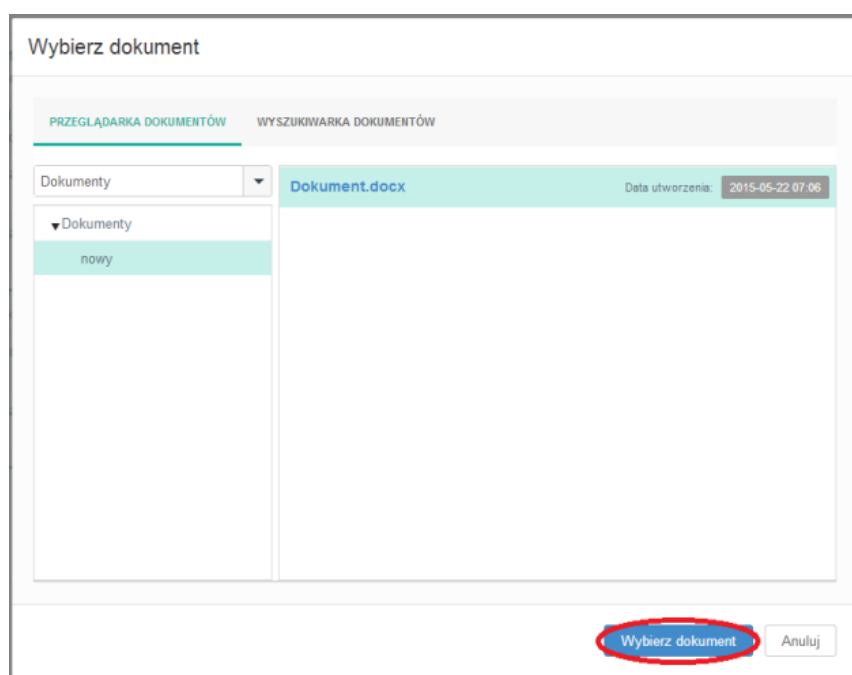 Wybierz dokument
PRZEGLĄDARKA DOKUMENTÓW WYSZUKIWARKA DOKUMENTÓW
Dokumenty
Dokument.docx Data utworzenia: 2015-05-22 07:06
Dokumenty
nowy
Wybierz dokument Anuluj